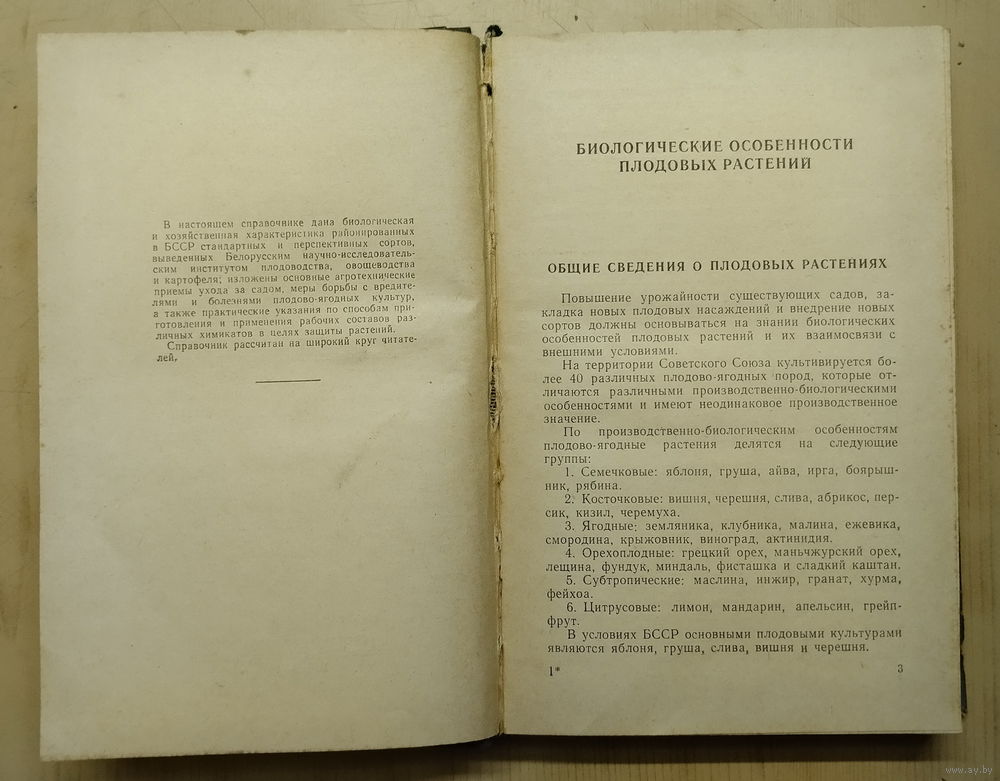 В настоящем справочнике дана биологическая
и хозяйственная характеристика районированных
в БССР стандартных и перспективных сортов,
выведенных Белорусским научно-исследователь-
ским институтом плодоводства, овощеводства
и картофеля; изложены основные агротехнические
приемы ухода за садом, меры борьбы с вредите-
лями и болезнями плодово-ягодных культур,
а также практические указания по способам при-
готовления и применения рабочих составов раз-
личных химикатов в целях защиты растений.
Справочник рассчитан на широкий круг читате-
лей.
БИОЛОГИЧЕСКИЕ ОСОБЕННОСТИ
ПЛОДОВЫХ РАСТЕНИЙ
ОБЩИЕ СВЕДЕНИЯ О ПЛОДОВЫХ РАСТЕНИЯХ
Повышение урожайности существующих садов, за-
кладка новых плодовых насаждений и внедрение новых
сортов должны основываться на знании биологических
особенностей плодовых растений и их взаимосвязи с
внешними условиями.
На территории Советского Союза культивируется бо-
лее 40 различных плодово-ягодных пород, которые от-
личаются различными производственно-биологическими
особенностями и имеют неодинаковое производственное
значение.
По производственно-биологическим особенностям
плодово-ягодные растения делятся на следующие
группы:
1. Семечковые: яблоня, груша, айва, ирга, боярыш-
ник, рябина.
2. Косточковые: вишня, черешня, слива, абрикос, пер-
сик, кизил, черемуха.
3. Ягодные: земляника, клубника, малина, ежевика,
смородина, крыжовник, виноград, актинидия.
4. Орехоплодные: грецкий орех, маньчжурский орех,
лещина, фундук, миндаль, фисташка и сладкий каштан.
5. Субтропические: маслина, инжир, гранат, хурма,
фейхоа.
6. Цитрусовые: лимон, мандарин, апельсин, грейп-
фрут.
В условиях БССР основными плодовыми культурами
являются яблоня, груша, слива, вишня и черешня.
1*
3
www.ay.by